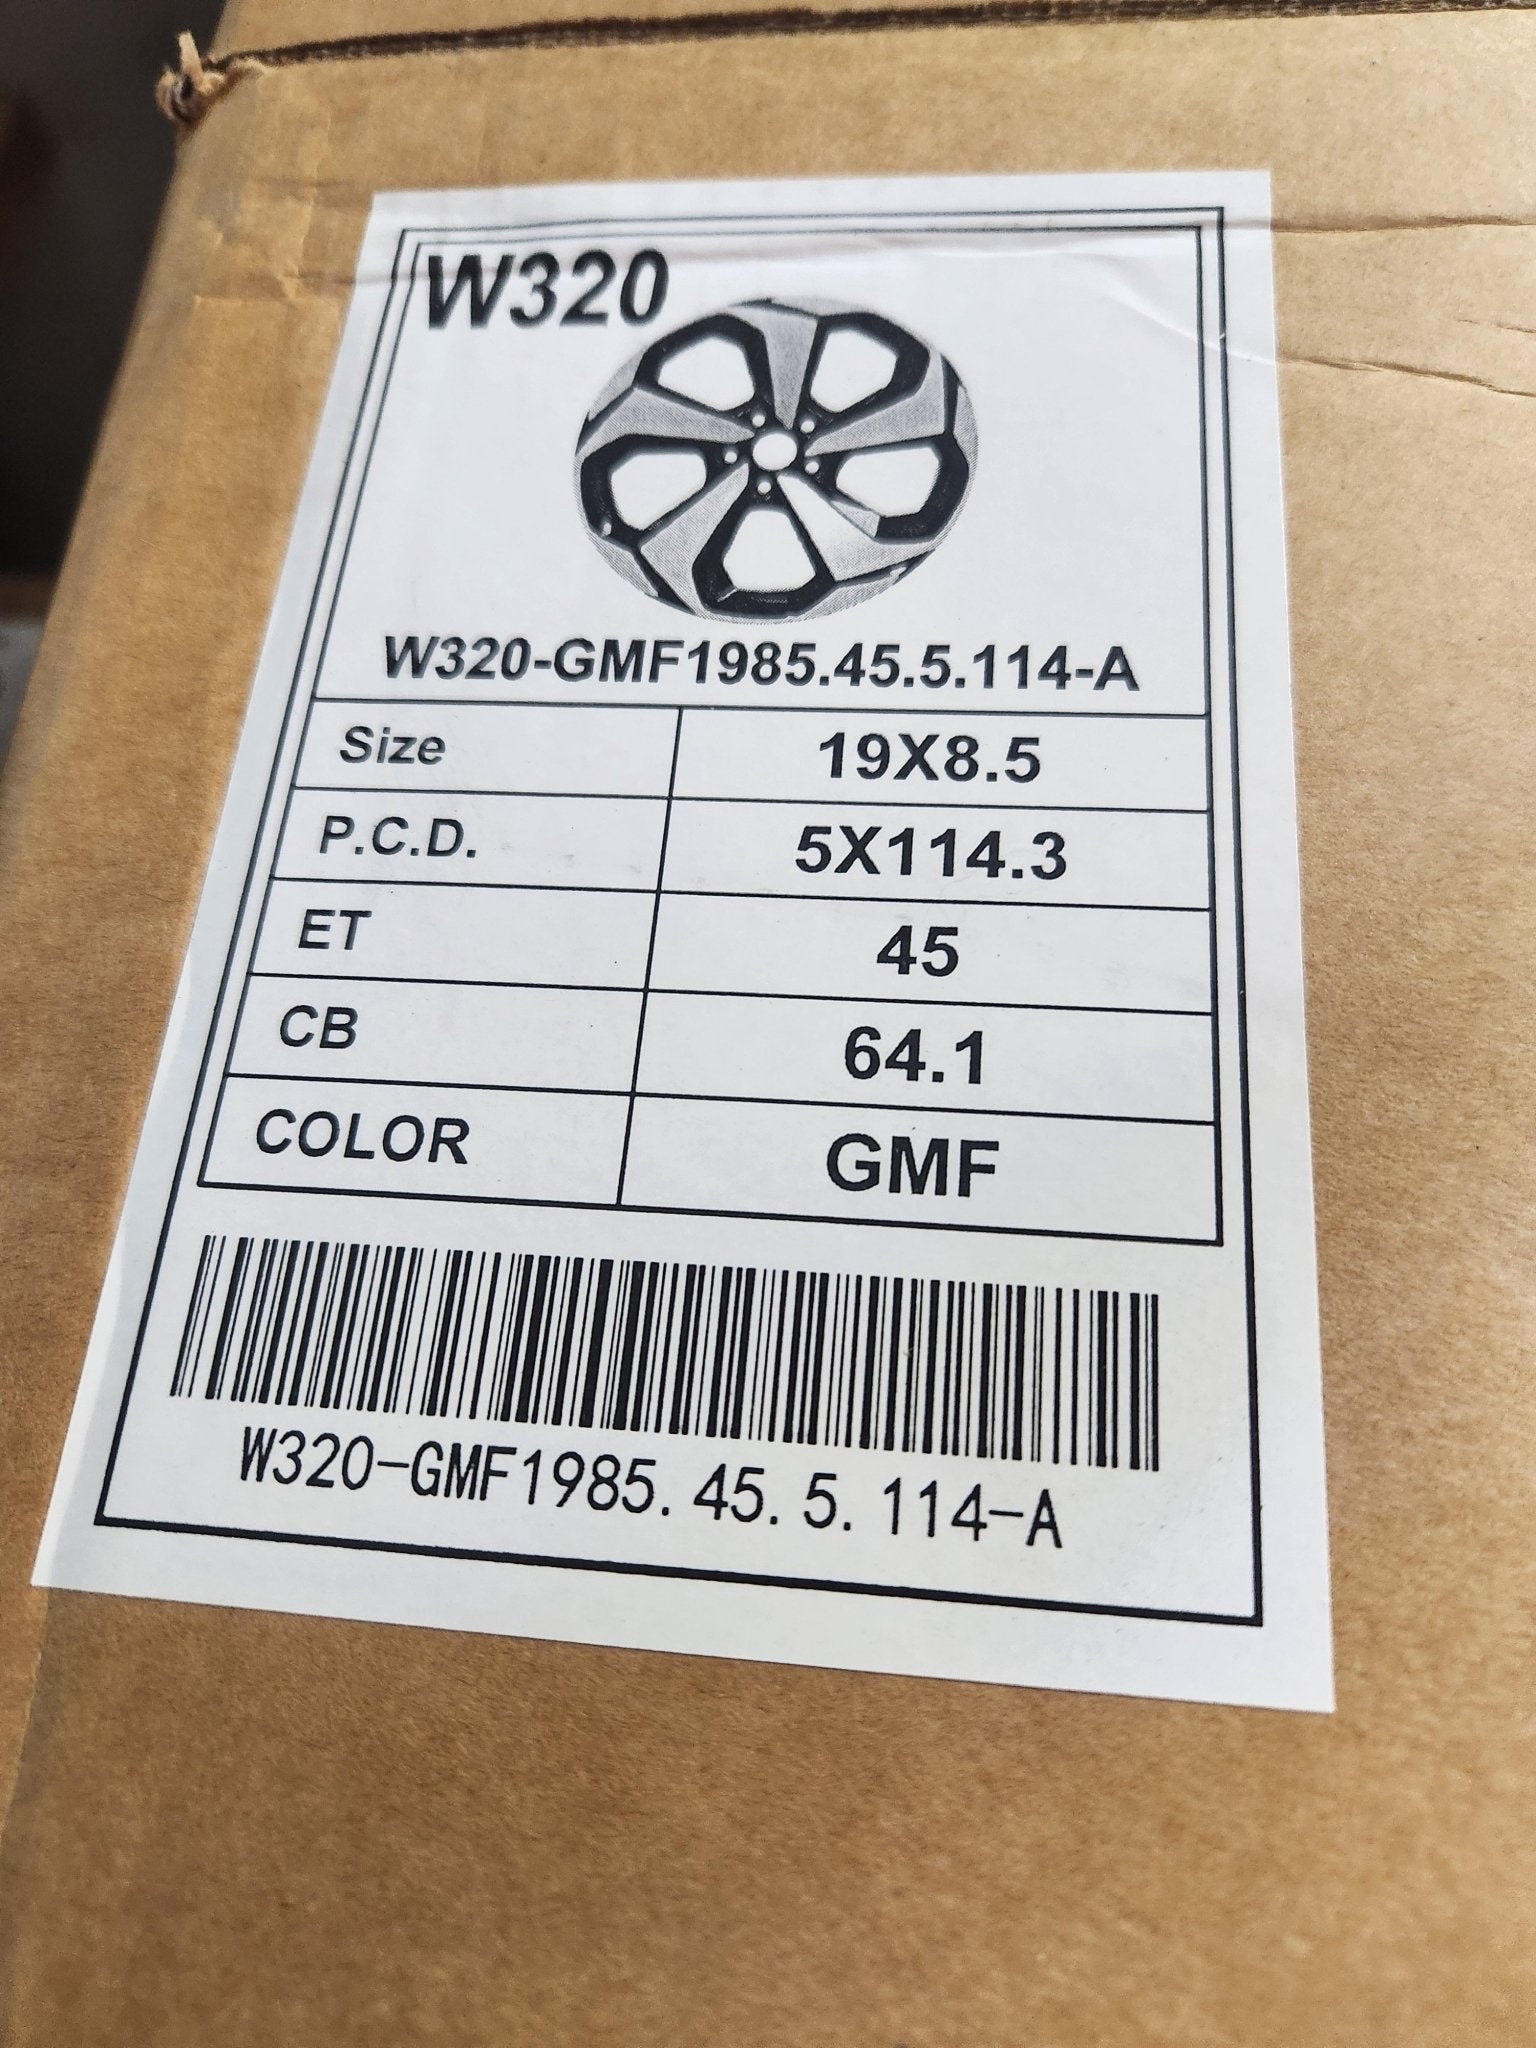 W320
W320-GMF1985.45.5.114-A
Size 19X8.5
P.C.D. 5X114.3
ET 45
CB 64.1
COLOR GMF
W320-GMF1985.45.5.114-A